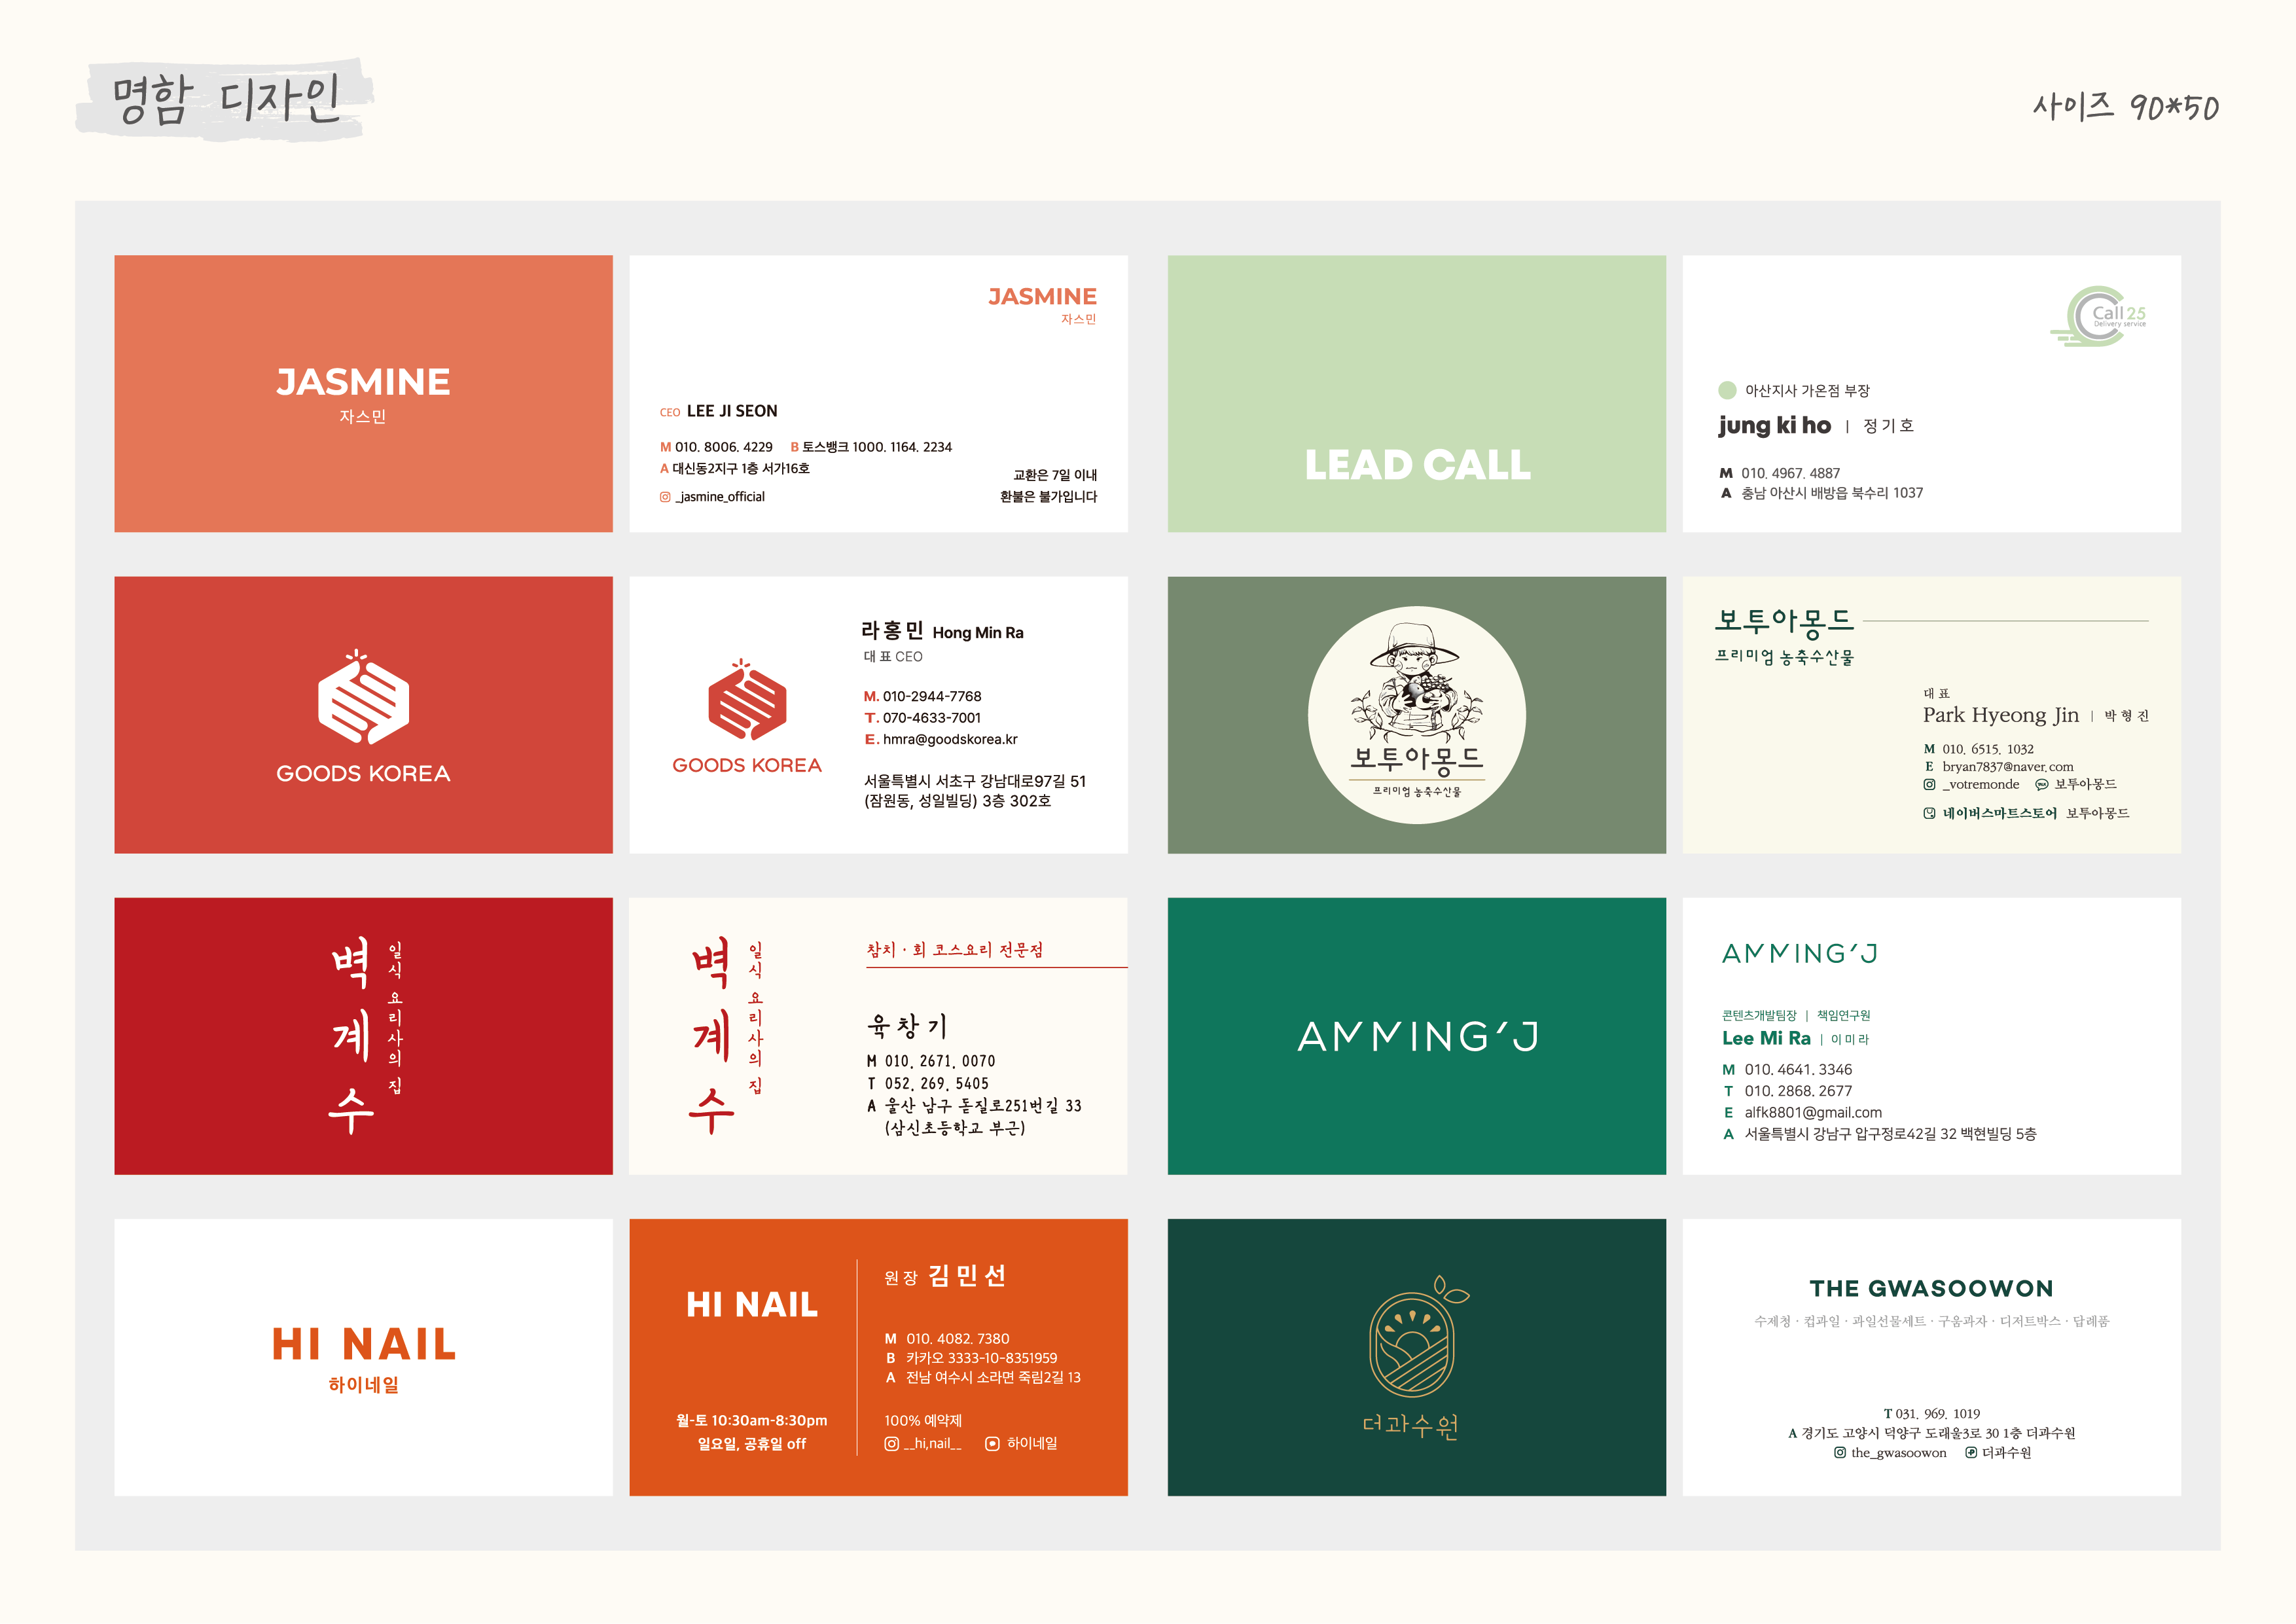 명함 디자인
사이즈 90*50
JASMINE
자스민
JASMINE
자스민
CEO LEE JI SEON
M 010. 8006. 4229 B 토스뱅크 1000. 1164. 2234
A 대신동2지구 1층 서가16호
_jasmine_official
교환은 7일 이내
환불은 불가입니다
LEAD CALL
Call 25
Delivery service
아산지사 가온점 부장
jung ki ho | 정기호
M 010. 4967. 4887
A 충남 아산시 배방읍 북수리 1037
GOODS KOREA
GOODS KOREA
라홍민 Hong Min Ra
대표 CEO
M. 010-2944-7768
T. 070-4633-7001
E. hmra@goodskorea.kr
서울특별시 서초구 강남대로97길 51
(잠원동, 성일빌딩) 3층 302호
보투아몽드
프리미엄 농축수산물
보투아몽드
프리미엄 농축수산물
대표
Park Hyeong Jin | 박형진
M 010. 6515. 1032
E bryan7837@naver.com
_votremonde 보투아몽드
네이버스마트스토어 보투아몽드
벽계수
일식 요리사의 집
벽계수
일식 요리사의 집
참치 · 회 코스요리 전문점
육창기
M 010. 2671. 0070
T 052. 269. 5405
A 울산 남구 돋질로251번길 33
(삼신초등학교 부근)
AMMING'J
AMMING'J
콘텐츠개발팀장 | 책임연구원
Lee Mi Ra | 이미라
M 010. 4641. 3346
T 010. 2868. 2677
E alfk8801@gmail.com
A 서울특별시 강남구 압구정로42길 32 백현빌딩 5층
HI NAIL
하이네일
HI NAIL
월-토 10:30am-8:30pm
일요일, 공휴일 off
원장 김민선
M 010. 4082. 7380
B 카카오 3333-10-8351959
A 전남 여수시 소라면 죽림2길 13
100% 예약제
__hi,nail__ 하이네일
더과수원
THE GWASOOWON
수제청 · 컵과일 · 과일선물세트 · 구움과자 · 디저트박스 · 답례품
T 031. 969. 1019
A 경기도 고양시 덕양구 도래울3로 30 1층 더과수원
the_gwasoowon 더과수원